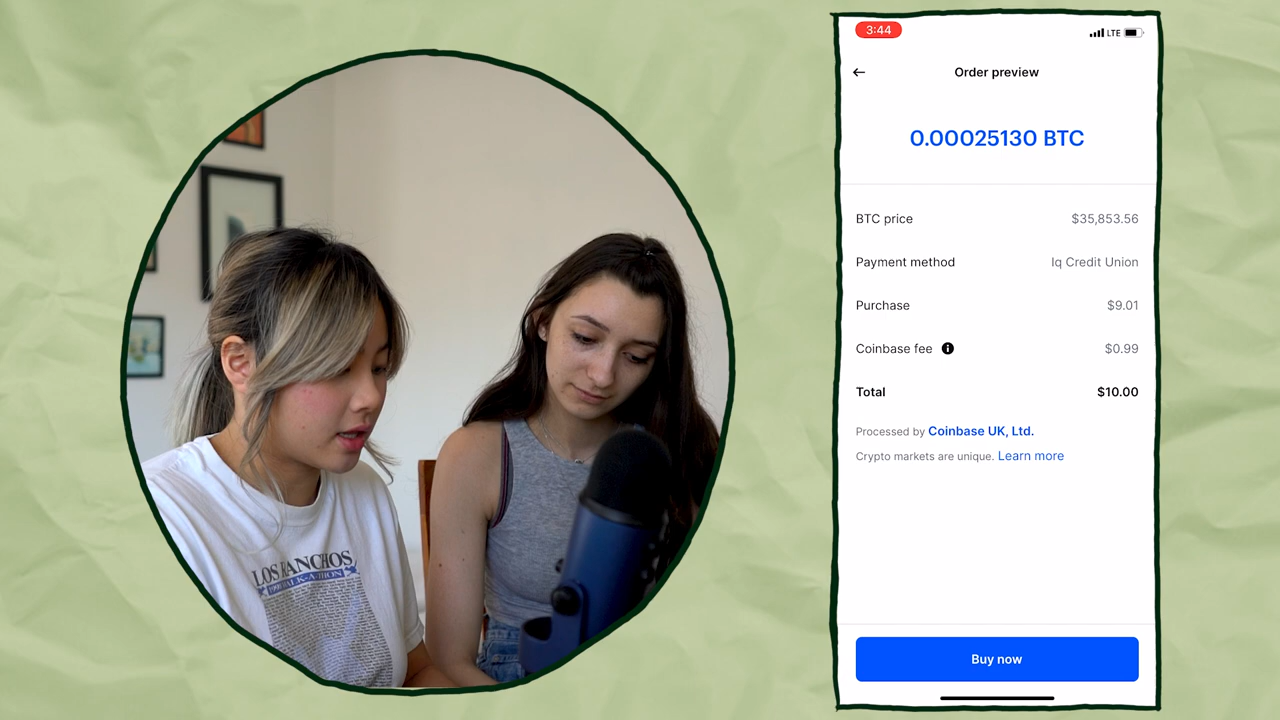 3:44 LTE
Order preview
0.00025130 BTC
BTC price $35,853.56
Payment method Iq Credit Union
Purchase $9.01
Coinbase fee $0.99
Total $10.00
Processed by Coinbase UK, Ltd.
Crypto markets are unique. Learn more
Buy now
LOS RANCHOS
WALK-A-THON